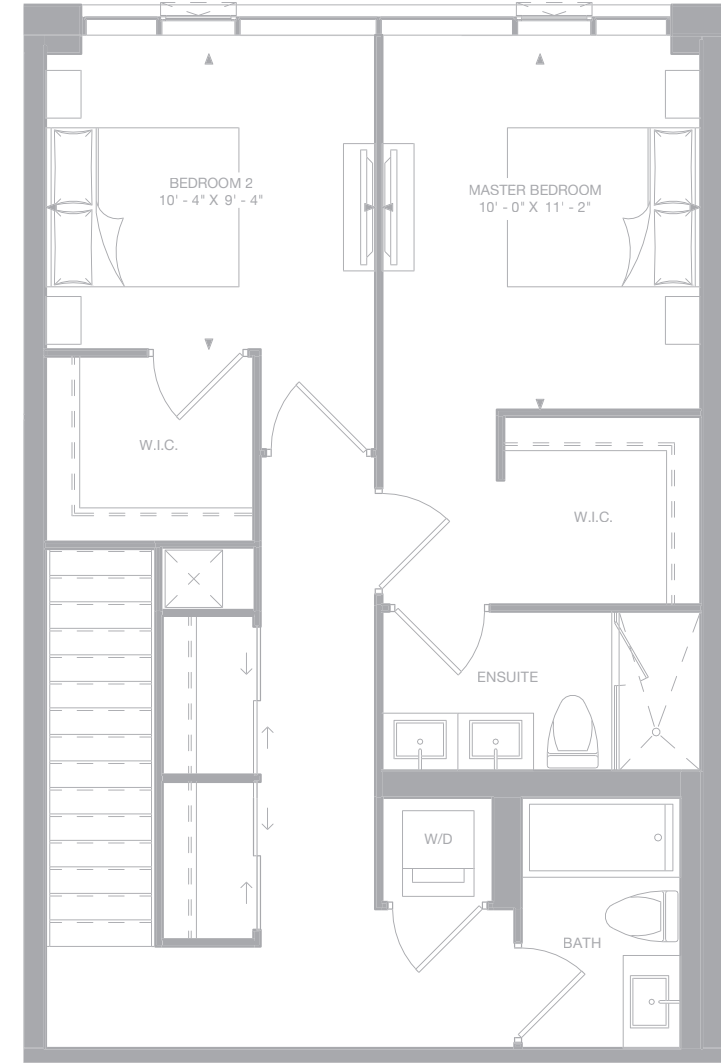 BEDROOM 2
10' - 4" X 9' - 4"
MASTER BEDROOM
10' - 0" X 11' - 2"
W.I.C.
W.I.C.
ENSUITE
W/D
BATH